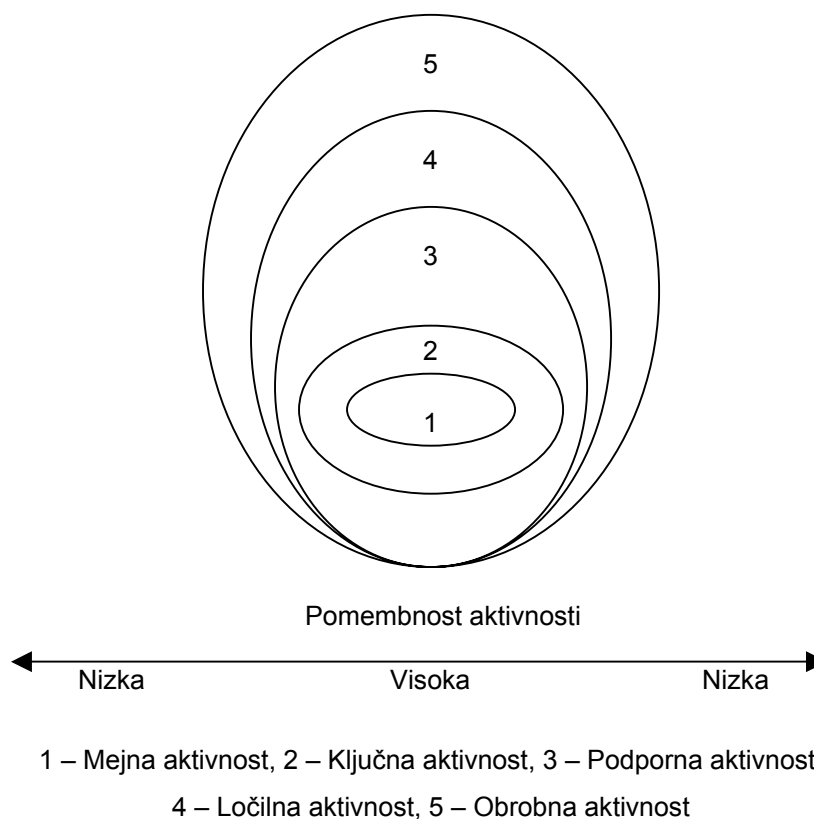 5
4
3
2
1
Pomembnost aktivnosti
Nizka Visoka Nizka
1 – Mejna aktivnost, 2 – Ključna aktivnost, 3 – Podporna aktivnost
4 – Ločilna aktivnost, 5 – Obrobna aktivnost